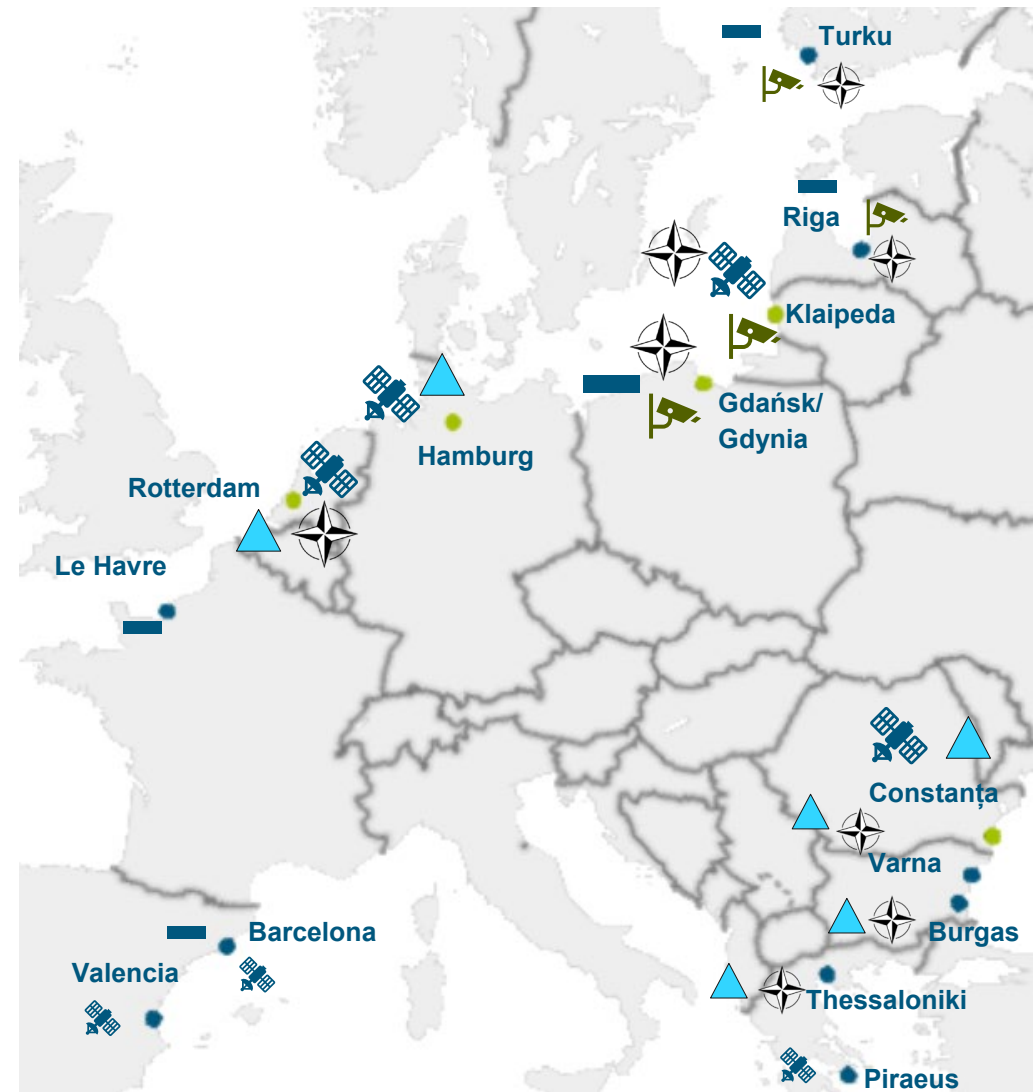 Turku
Riga
Klaipeda
Gdańsk/
Gdynia
Hamburg
Rotterdam
Le Havre
Constanța
Varna
Burgas
Barcelona
Valencia
Thessaloniki
Piraeus